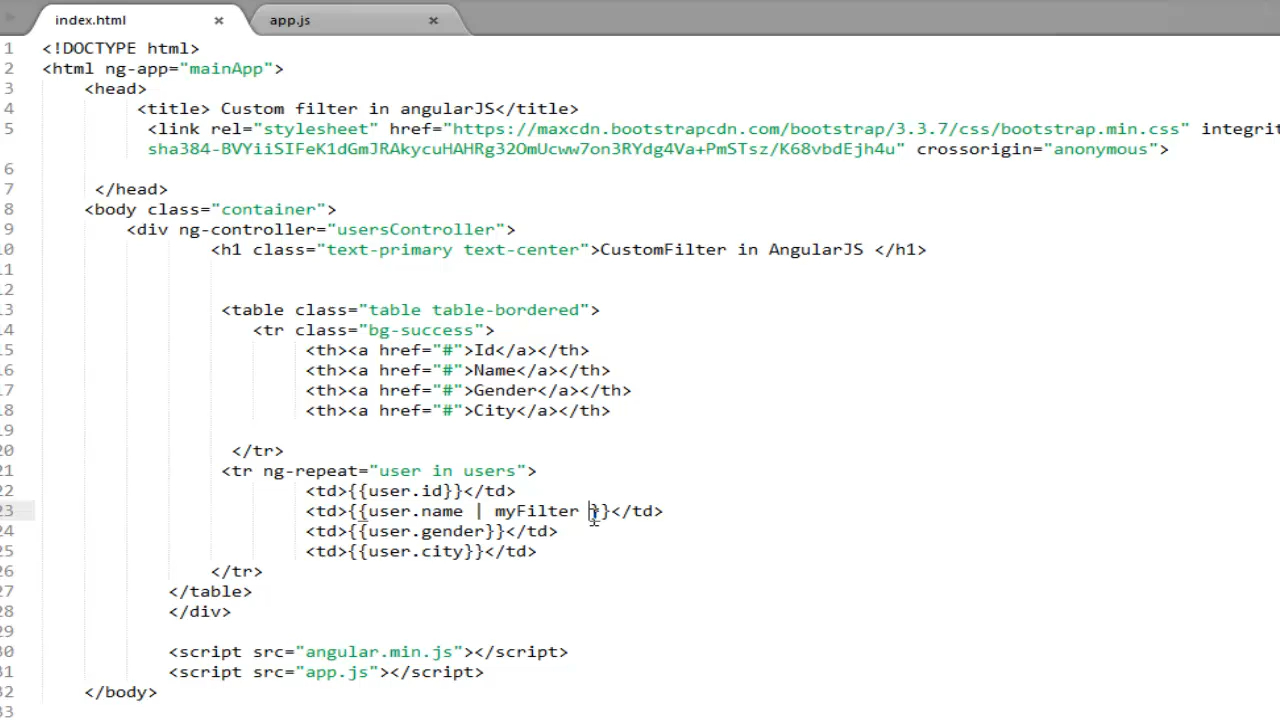 index.html × app.js ×
1 <!DOCTYPE html>
2 <html ng-app="mainApp">
3 <head>
4 <title> Custom filter in angularJS</title>
5 <link rel="stylesheet" href="https://maxcdn.bootstrapcdn.com/bootstrap/3.3.7/css/bootstrap.min.css" integrit
sha384-BVYiiSIFeK1dGmJRAkycuHAHRg32OmUcww7on3RYdg4Va+PmSTsz/K68vbdEjh4u" crossorigin="anonymous">
6
7 </head>
8 <body class="container">
9 <div ng-controller="usersController">
10 <h1 class="text-primary text-center">CustomFilter in AngularJS </h1>
11
12
13 <table class="table table-bordered">
14 <tr class="bg-success">
15 <th><a href="#">Id</a></th>
16 <th><a href="#">Name</a></th>
17 <th><a href="#">Gender</a></th>
18 <th><a href="#">City</a></th>
19
20 </tr>
21 <tr ng-repeat="user in users">
22 <td>{{user.id}}</td>
23 <td>{{user.name | myFilter }}</td>
24 <td>{{user.gender}}</td>
25 <td>{{user.city}}</td>
26 </tr>
27 </table>
28 </div>
29
30 <script src="angular.min.js"></script>
31 <script src="app.js"></script>
32 </body>
33